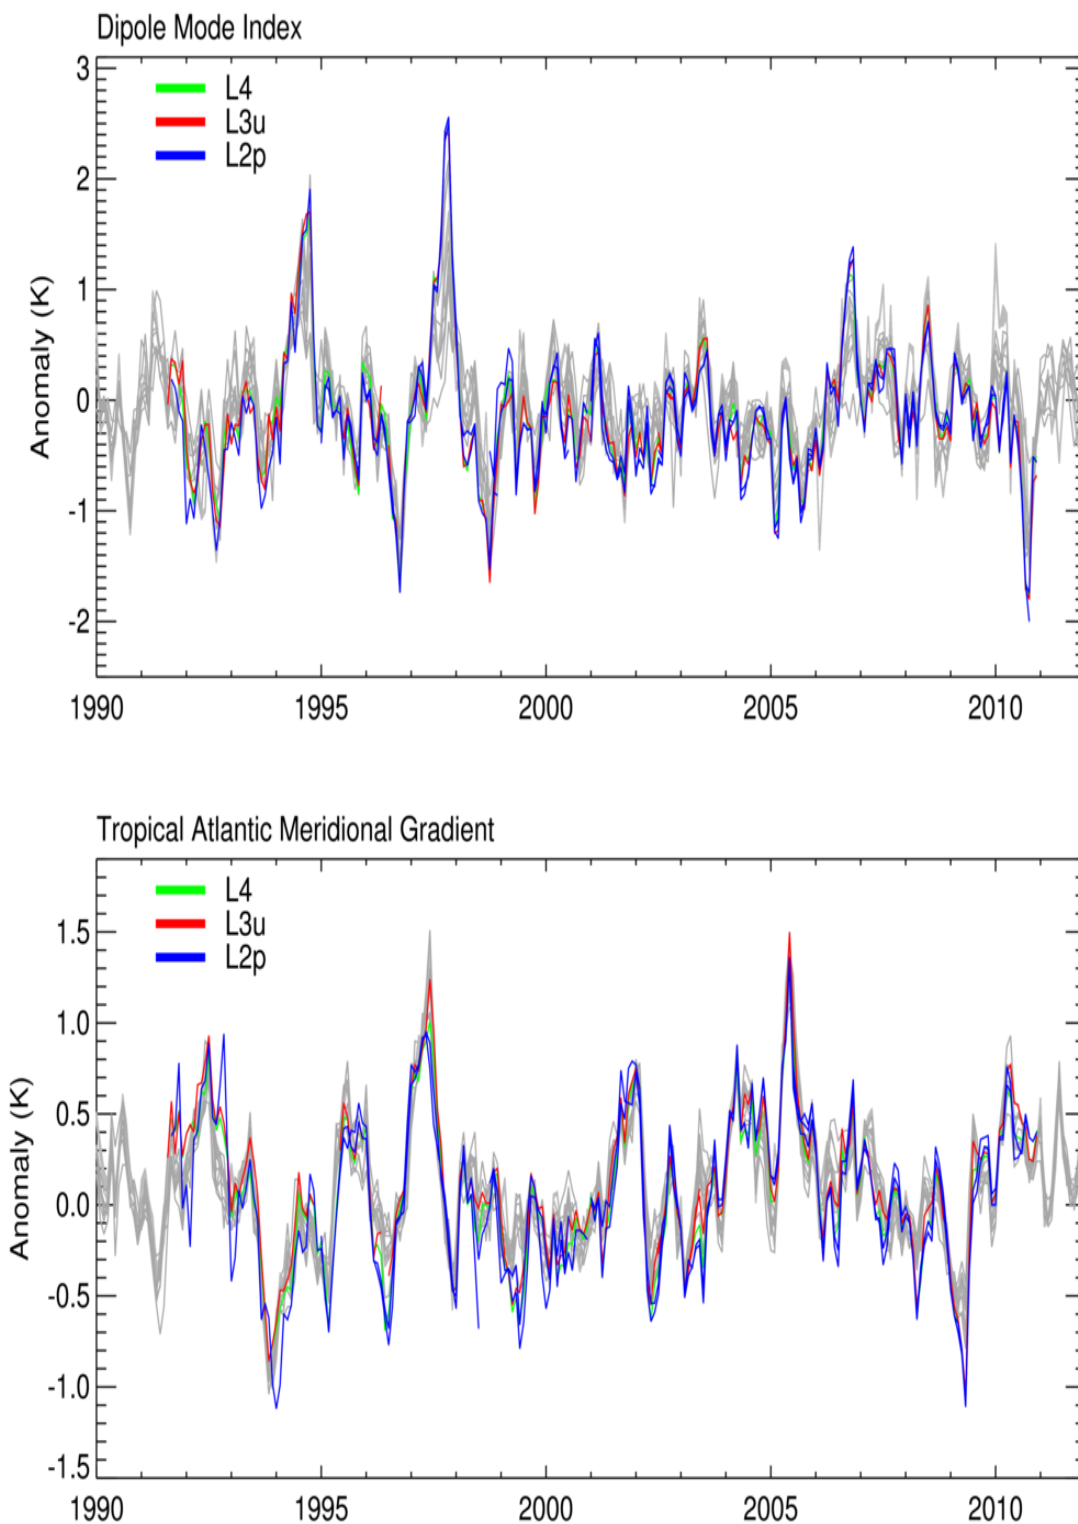 Dipole Mode Index
3
L4
L3u
L2p
2
1
0
-1
-2
Anomaly (K)
1990 1995 2000 2005 2010
Tropical Atlantic Meridional Gradient
L4
L3u
L2p
1.5
1.0
0.5
0.0
-0.5
-1.0
-1.5
Anomaly (K)
1990 1995 2000 2005 2010